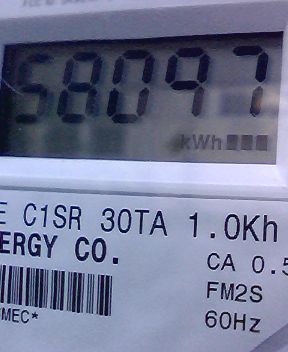 58097
kWh
E C1SR 30TA 1.0Kh
ERGY CO.
CA 0.5
FM2S
MEC*
60Hz